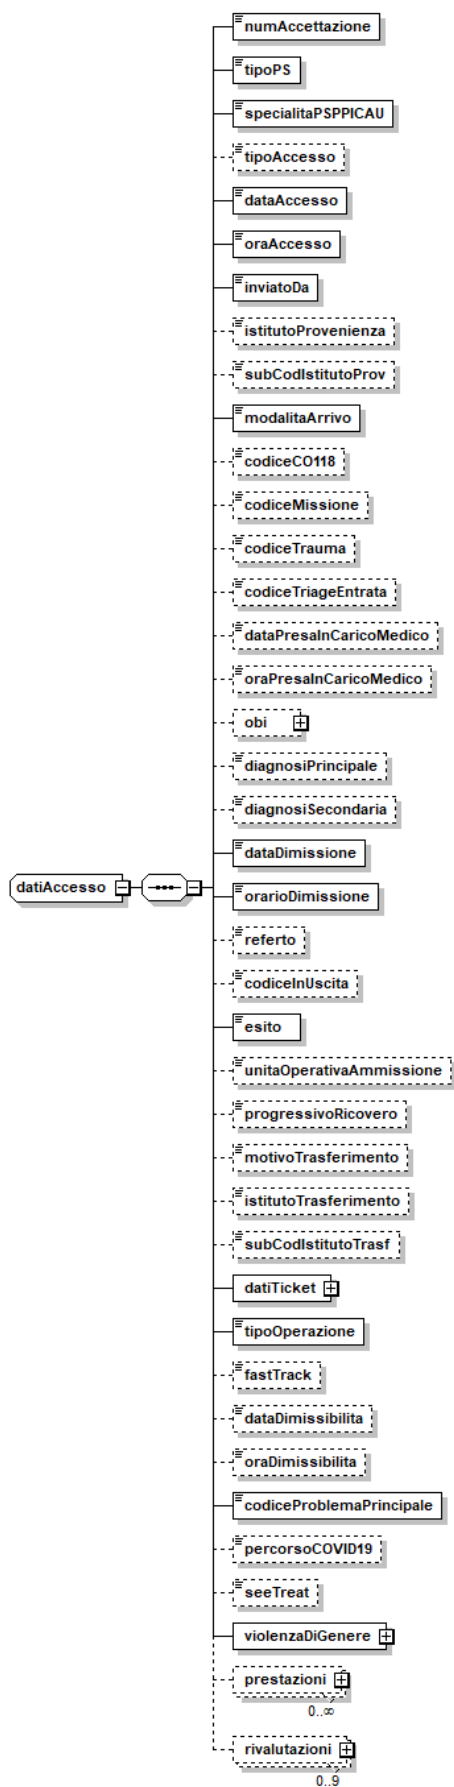 numAccettazione
tipoPS
specialitaPSPPICAU
tipoAccesso
dataAccesso
oraAccesso
inviatoDa
istitutoProvenienza
subCodIstitutoProv
modalitaArrivo
codiceCO118
codiceMissione
codiceTrauma
codiceTriageEntrata
dataPresaInCaricoMedico
oraPresaInCaricoMedico
obi
diagnosiPrincipale
diagnosiSecondaria
dataDimissione
datiAccesso
orarioDimissione
referto
codiceInUscita
esito
unitaOperativaAmmissione
progressivoRicovero
motivoTrasferimento
istitutoTrasferimento
subCodIstitutoTrasf
datiTicket
tipoOperazione
fastTrack
dataDimissibilita
oraDimissibilita
codiceProblemaPrincipale
percorsoCOVID19
seeTreat
violenzaDiGenere
prestazioni
0..∞
rivalutazioni
0..9